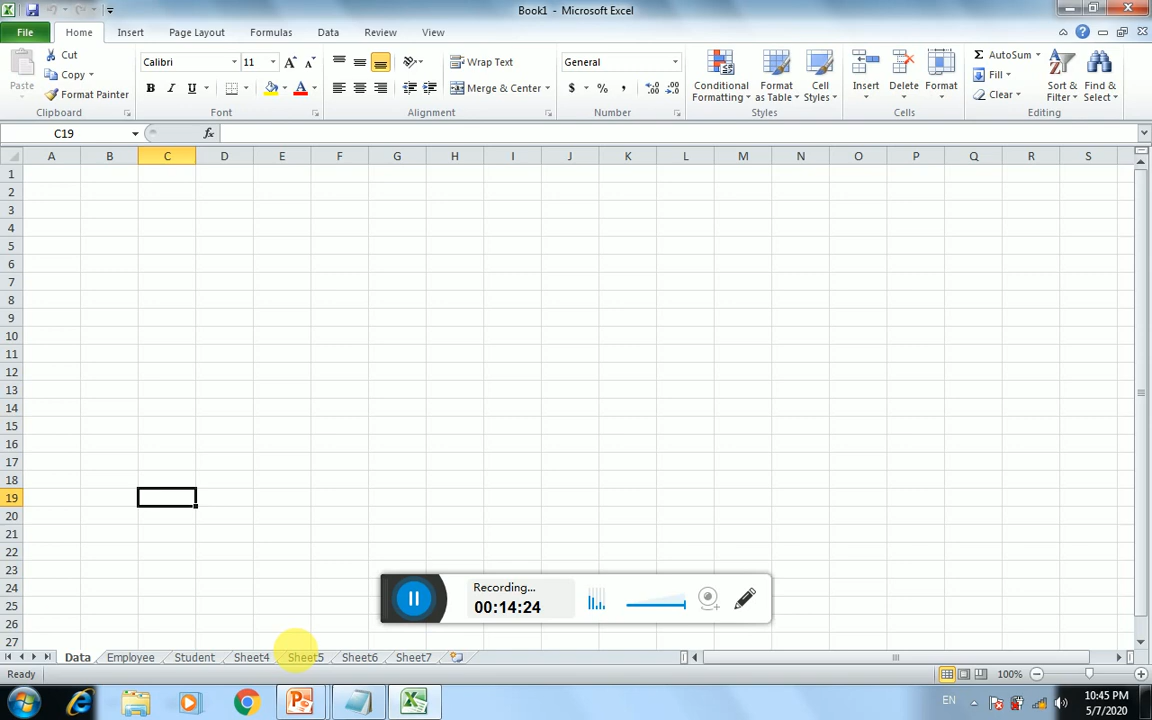 Book1 - Microsoft Excel
File Home Insert Page Layout Formulas Data Review View
Cut
Copy
Format Painter
Paste
Clipboard
Calibri 11
B I U
Font
Wrap Text
Merge & Center
Alignment
General
$ % ,
Number
Conditional Formatting
Format as Table
Cell Styles
Styles
Insert Delete Format
Cells
AutoSum
Fill
Clear
Sort & Filter
Find & Select
Editing
C19 fx
A B C D E F G H I J K L M N O P Q R S
1
2
3
4
5
6
7
8
9
10
11
12
13
14
15
16
17
18
19
20
21
22
23
24
25
26
27
Recording...
00:14:24
Data Employee Student Sheet4 Sheet5 Sheet6 Sheet7
Ready 100%
EN 10:45 PM
5/7/2020